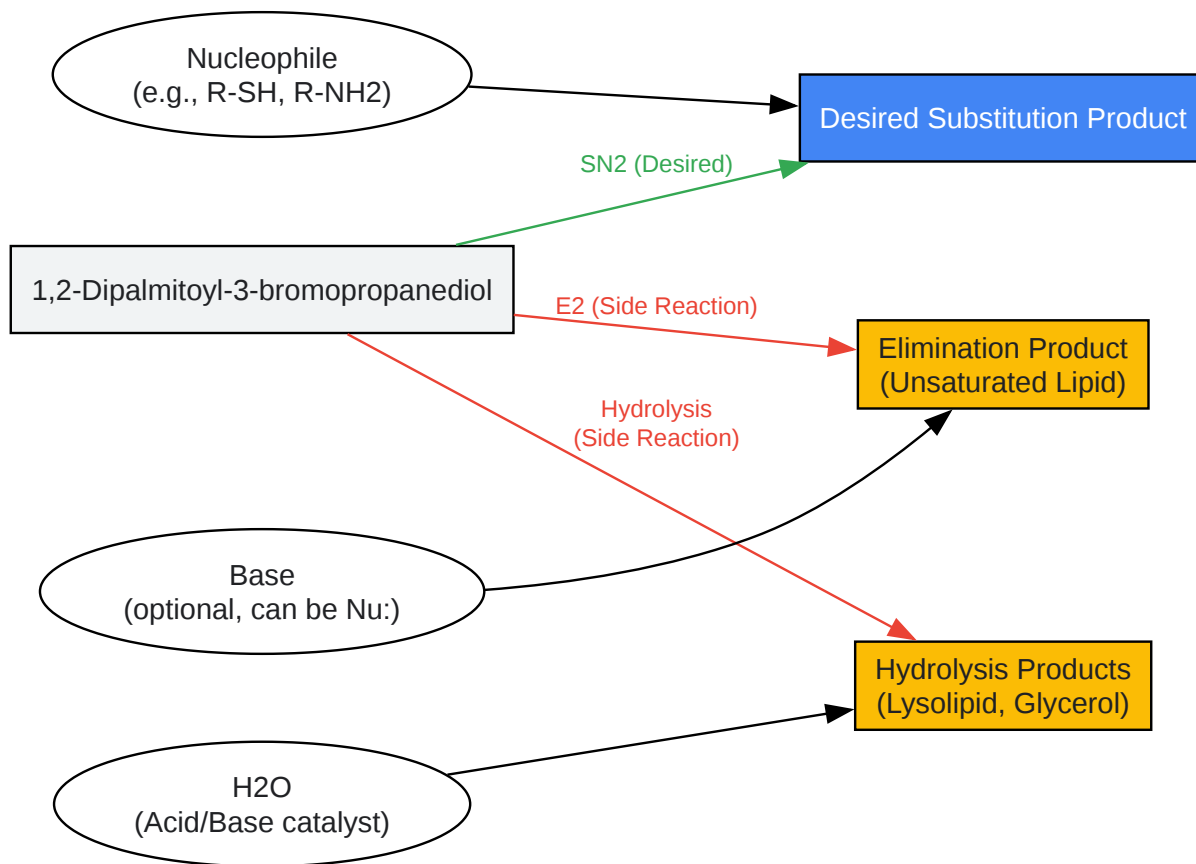 Nucleophile
(e.g., R-SH, R-NH2)
Desired Substitution Product
SN2 (Desired)
1,2-Dipalmitoyl-3-bromopropanediol
E2 (Side Reaction)
Elimination Product
(Unsaturated Lipid)
Hydrolysis
(Side Reaction)
Base
(optional, can be Nu:)
Hydrolysis Products
(Lysolipid, Glycerol)
H2O
(Acid/Base catalyst)